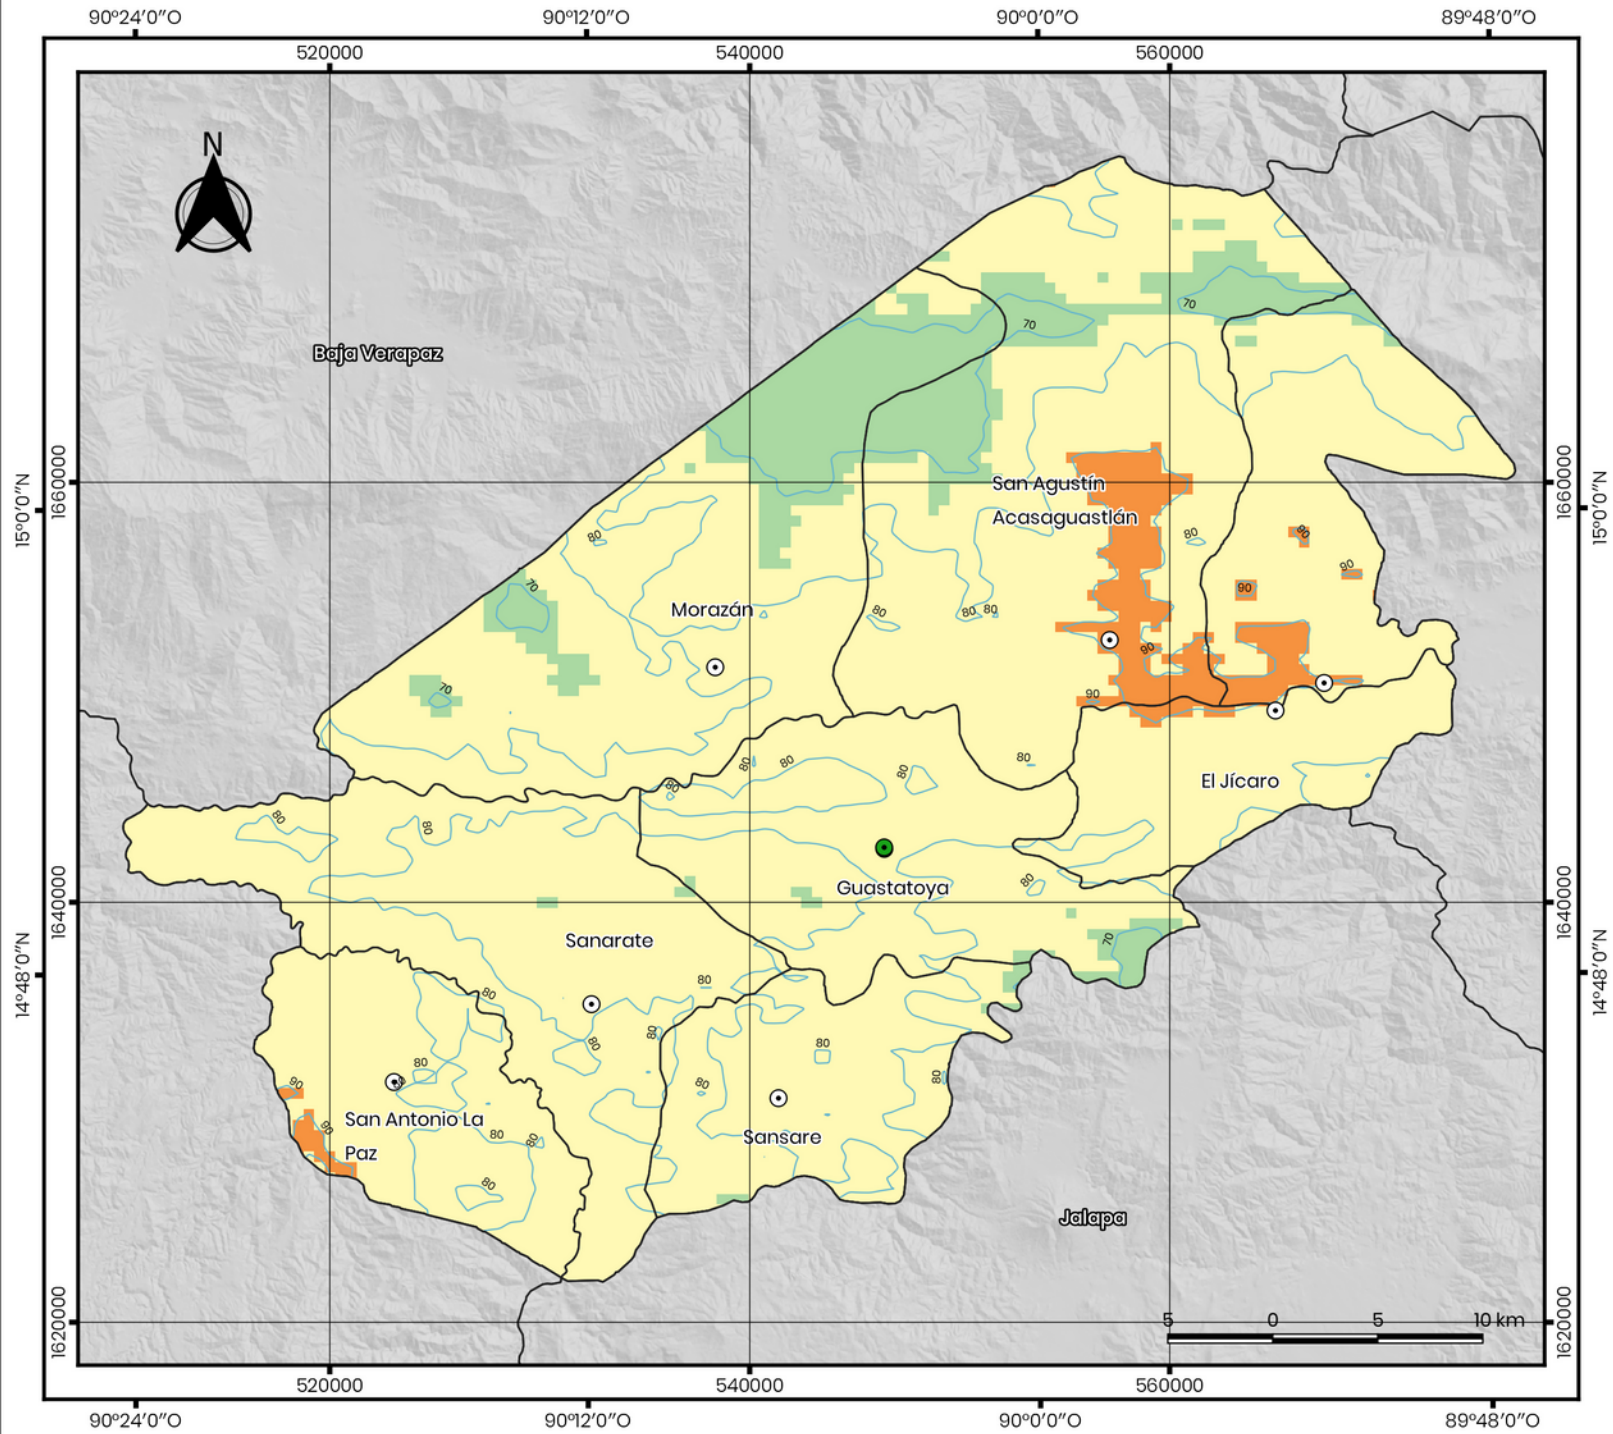 90°24′0″O 90°12′0″O 90°0′0″O 89°48′0″O
520000 540000 560000
N
70
70
Baja Verapaz
1660000 1660000
15°0′0″N 15°0′0″N
San Agustín
Acasaguastlán
80 80 80
90
90
70
Morazán
80 80 80
90
70
90
80 80 80 80
80
El Jícaro
80 80
Guastatoya
80
1640000 1640000
Sanarate
70
14°48′0″N 14°48′0″N
80
80
80 80 80
80
90 80 80
San Antonio La
Paz
90
80 80
Sansare
80
Jalapa
1620000 1620000
5 0 5 10 km
520000 540000 560000
90°24′0″O 90°12′0″O 90°0′0″O 89°48′0″O